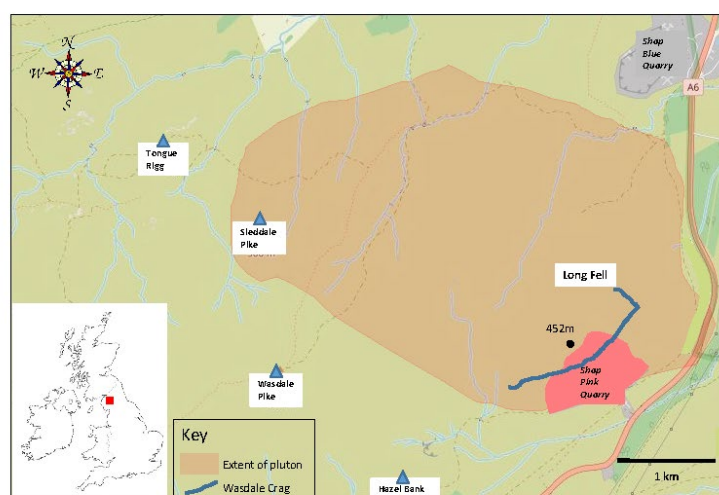 N
W E
S
Shap
Blue
Quarry
A6
Tongue
Rigg
Sleddale
Pike
Long Fell
452m
Shap
Pink
Quarry
Wasdale
Pike
Key
Extent of pluton
Wasdale Crag
Hazel Bank
1 km